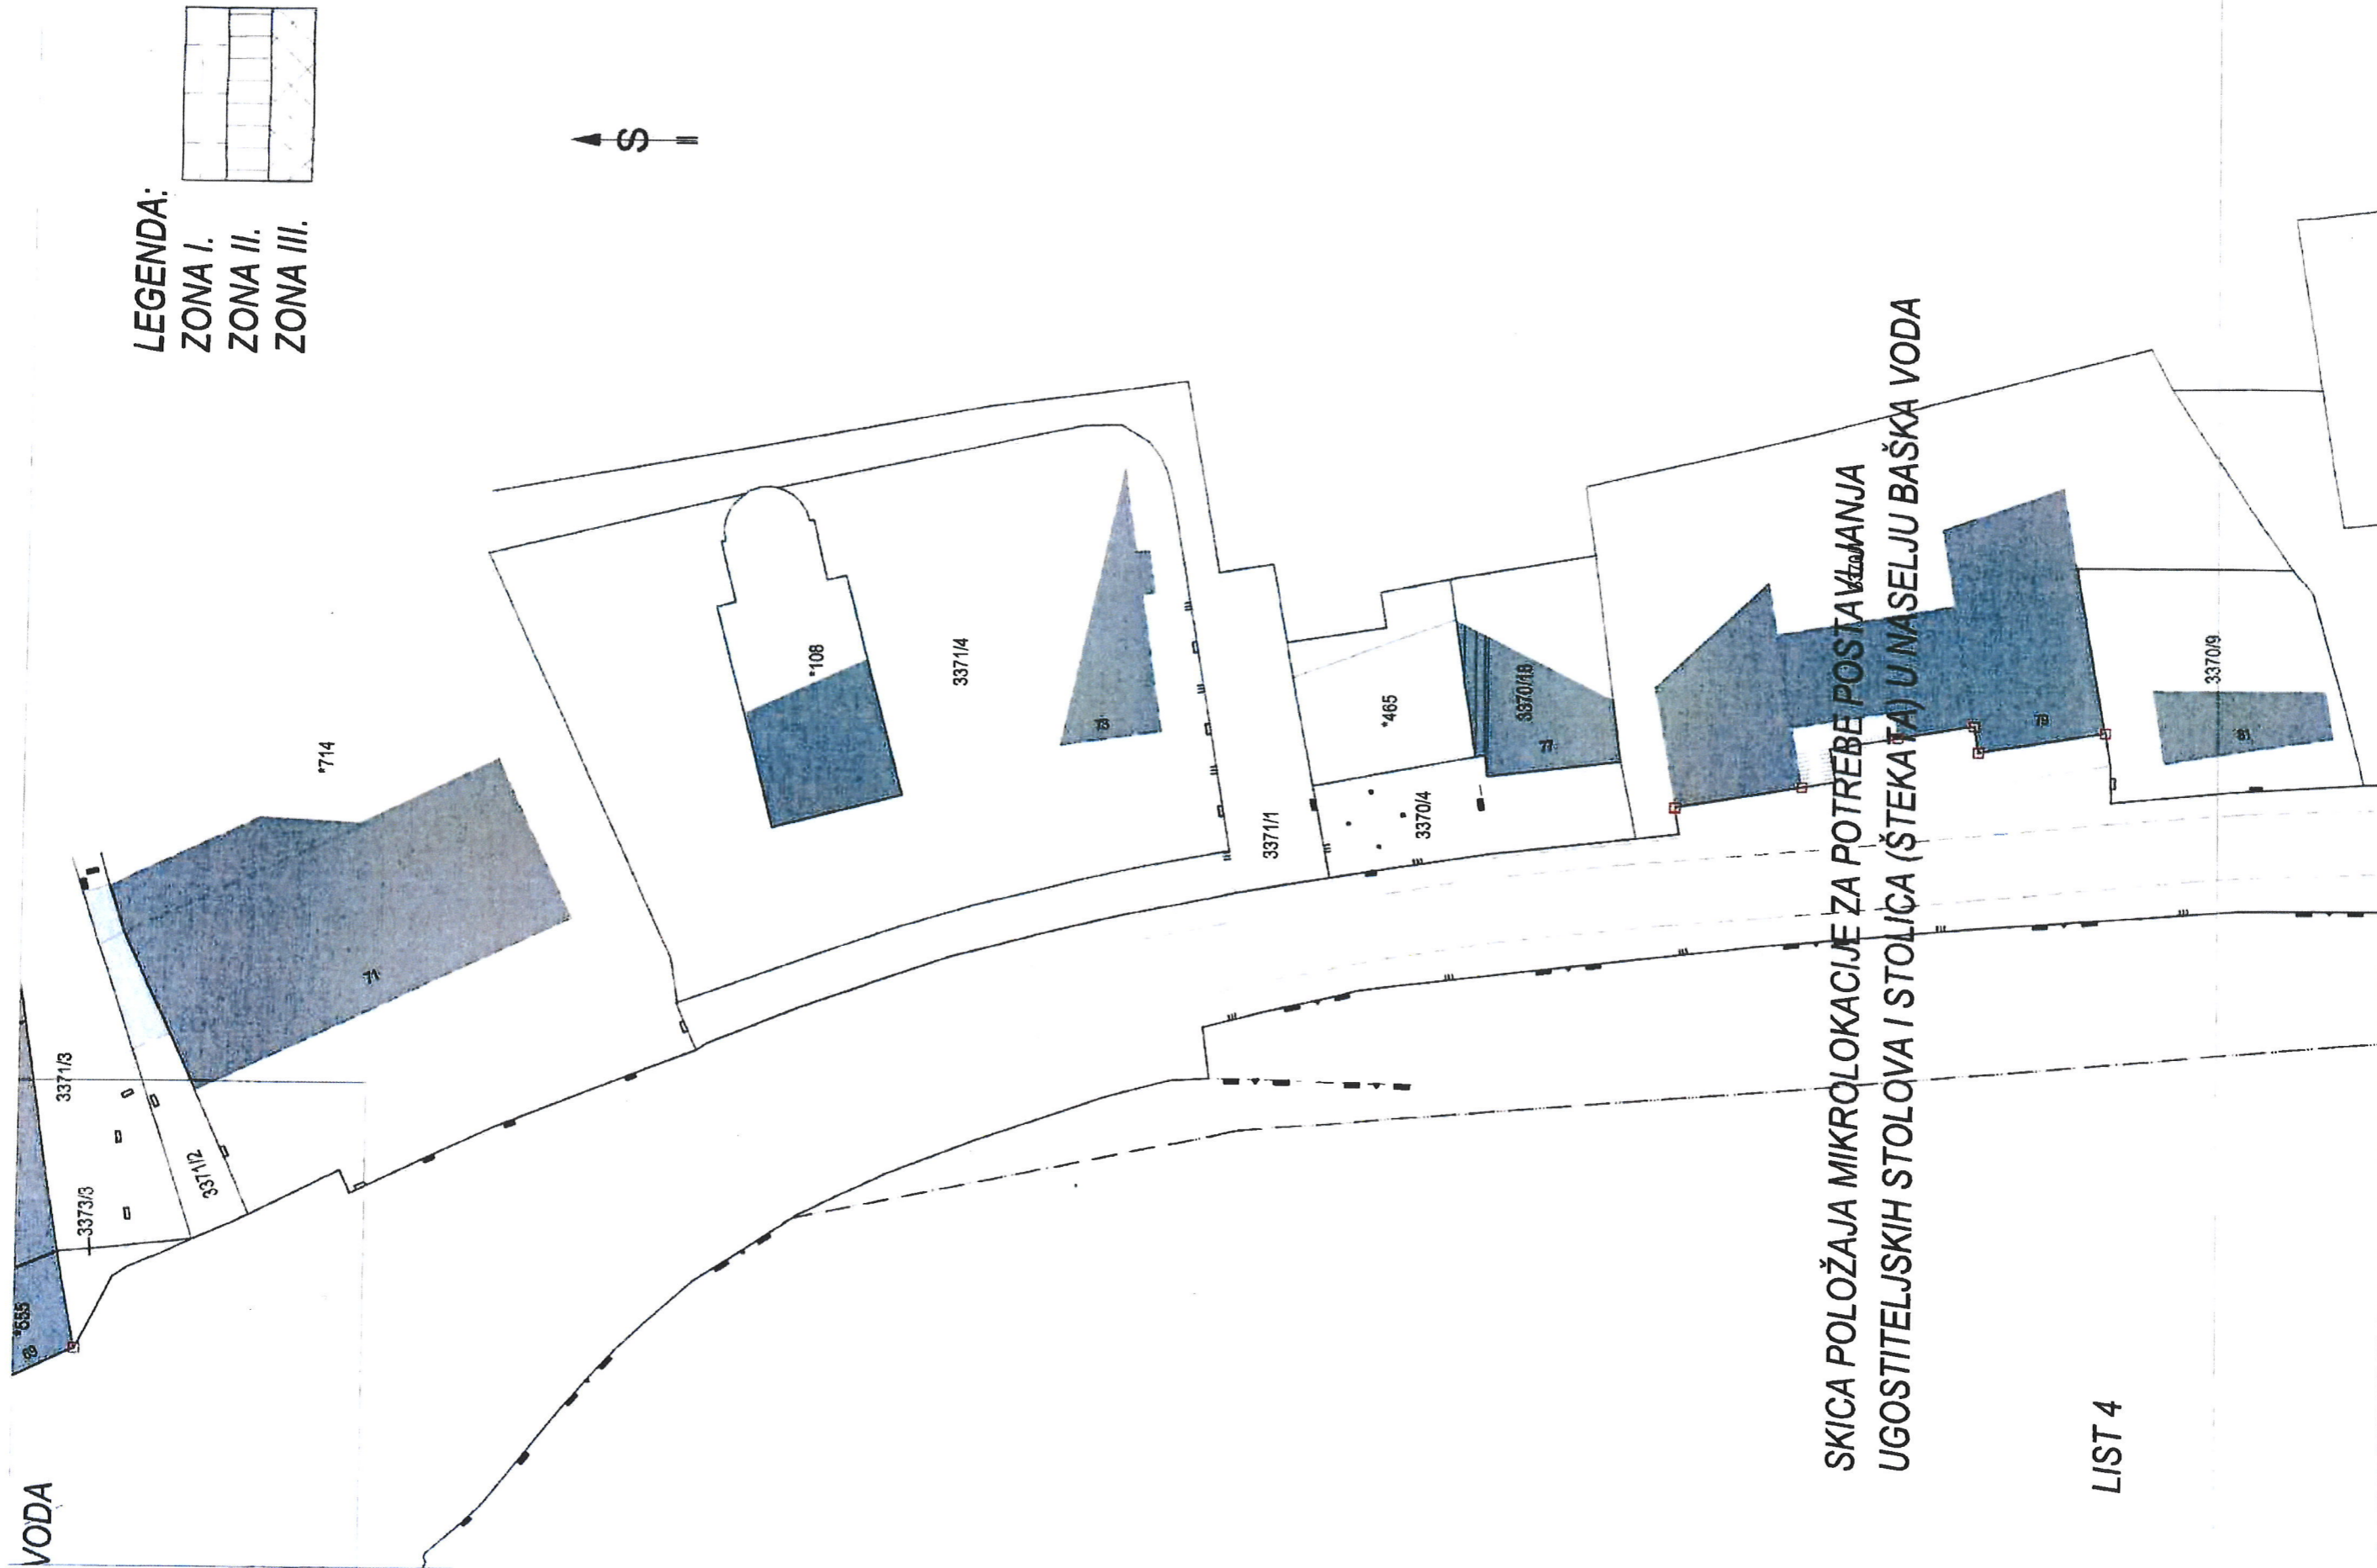 VODA
LEGENDA:
ZONA I.
ZONA II.
ZONA III.
S
*655
3371/3
3373/3
3371/2
71
*714
*108
3371/4
3371/1
*465
3370/4
3370/18
77
79
3370/9
81
SKICA POLOŽAJA MIKROLOKACIJE ZA POTREBE POSTAVLJANJA
UGOSTITELJSKIH STOLOVA I STOLICA (ŠTEKATA) U NASELJU BAŠKA VODA
LIST 4